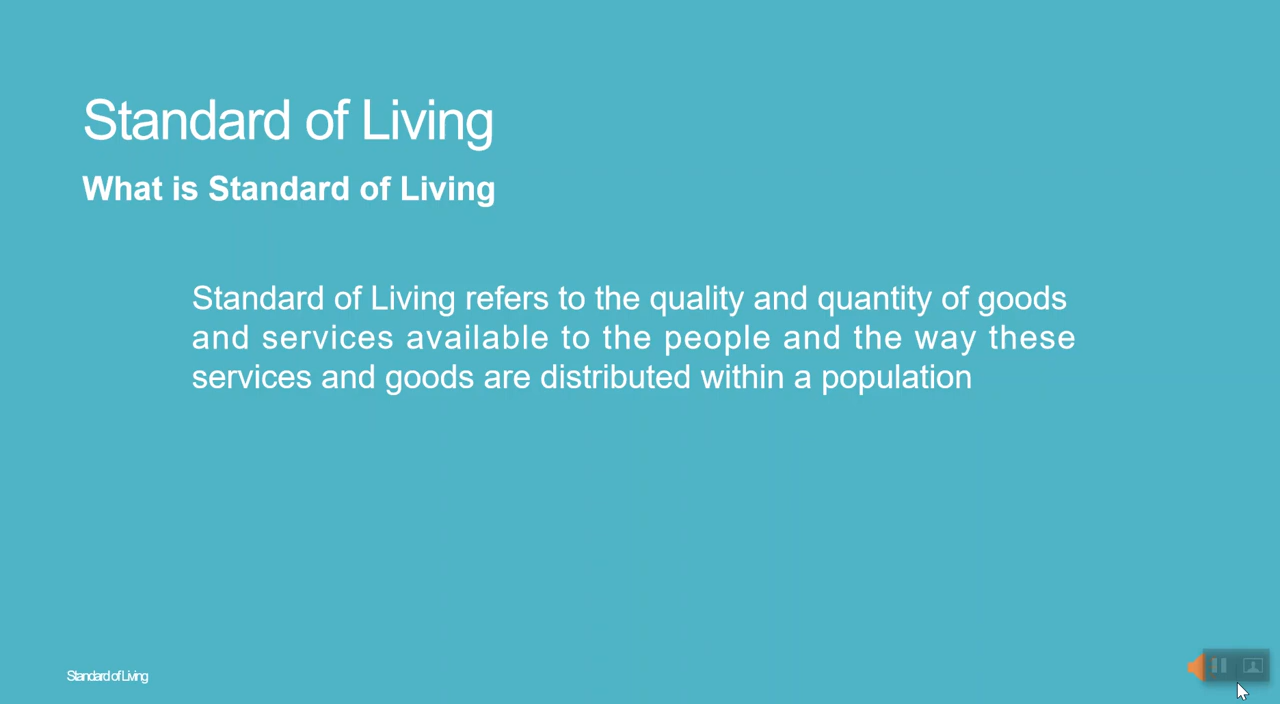 Standard of Living
What is Standard of Living
Standard of Living refers to the quality and quantity of goods
and services available to the people and the way these
services and goods are distributed within a population
Standard of Living